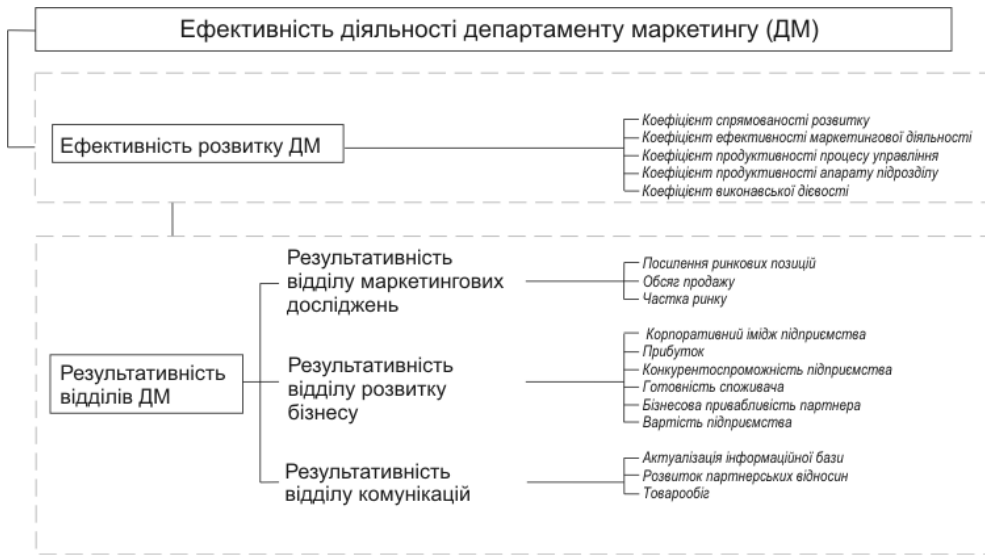 Ефективність діяльності департаменту маркетингу (ДМ)
Ефективність розвитку ДМ
Коефіцієнт спрямованості розвитку
Коефіцієнт ефективності маркетингової діяльності
Коефіцієнт продуктивності процесу управління
Коефіцієнт продуктивності апарату підрозділу
Коефіцієнт виконавської дієвості
Результативність
відділів ДМ
Результативність
відділу маркетингових
досліджень
Посилення ринкових позицій
Обсяг продажу
Частка ринку
Результативність
відділу розвитку
бізнесу
Корпоративний імідж підприємства
Прибуток
Конкурентоспроможність підприємства
Готовність споживача
Бізнесова привабливість партнера
Вартість підприємства
Результативність
відділу комунікацій
Актуалізація інформаційної бази
Розвиток партнерських відносин
Товарообіг